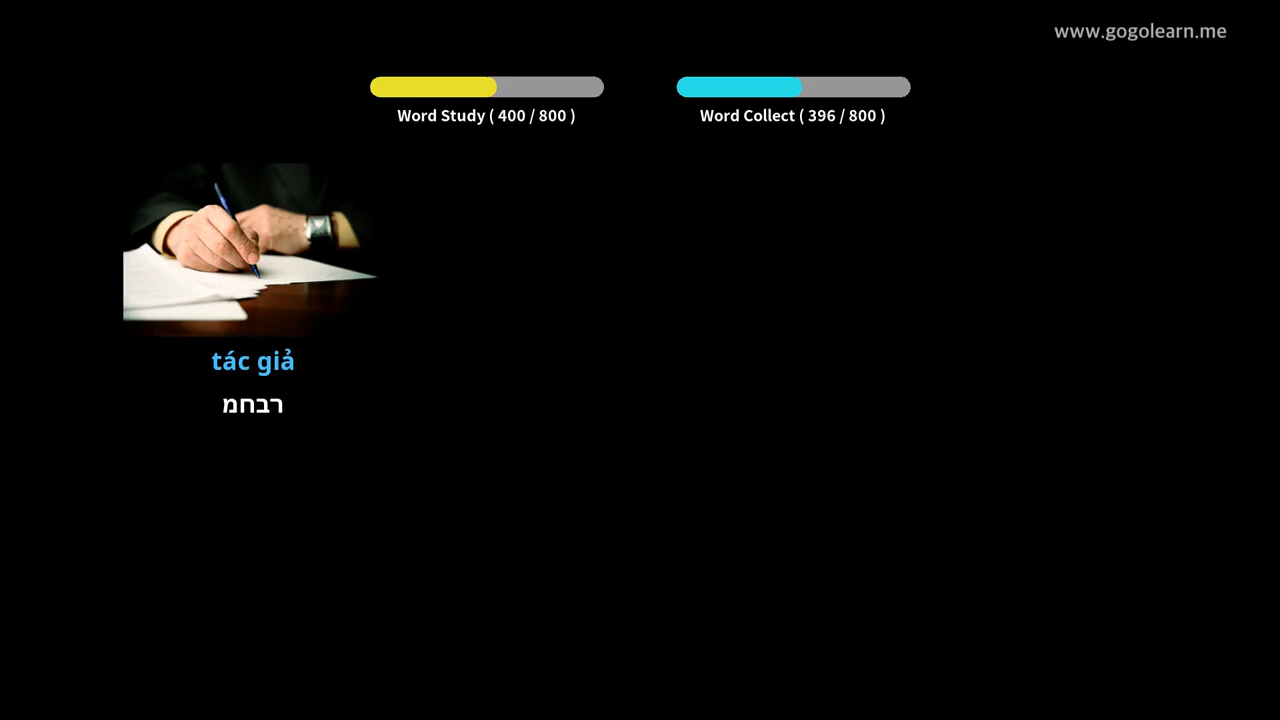 www.gogolearn.me
Word Study ( 400 / 800 )
Word Collect ( 396 / 800 )
tác giả
רבחמ